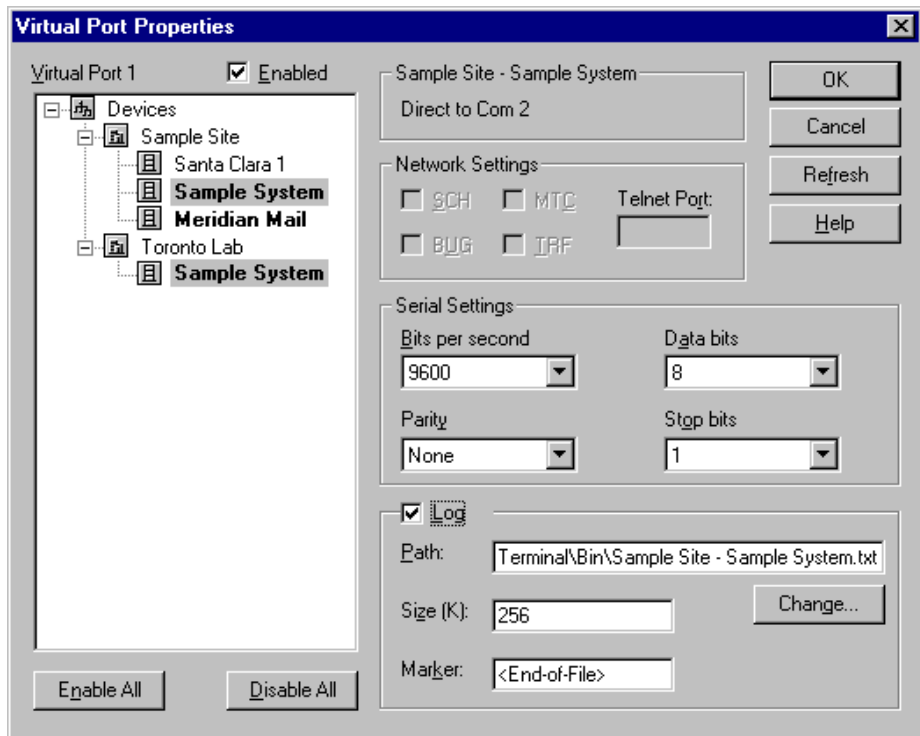 Virtual Port Properties
Virtual Port 1
Enabled
Devices
Sample Site
Santa Clara 1
Sample System
Meridian Mail
Toronto Lab
Sample System
Enable All
Disable All
Sample Site - Sample System
Direct to Com 2
Network Settings
SCH
MTC
Telnet Port:
BUG
TRF
Serial Settings
Bits per second
Data bits
9600
8
Parity
Stop bits
None
1
Log
Path:
Terminal\Bin\Sample Site - Sample System.txt
Size (K):
256
Change...
Marker:
<End-of-File>
OK
Cancel
Refresh
Help